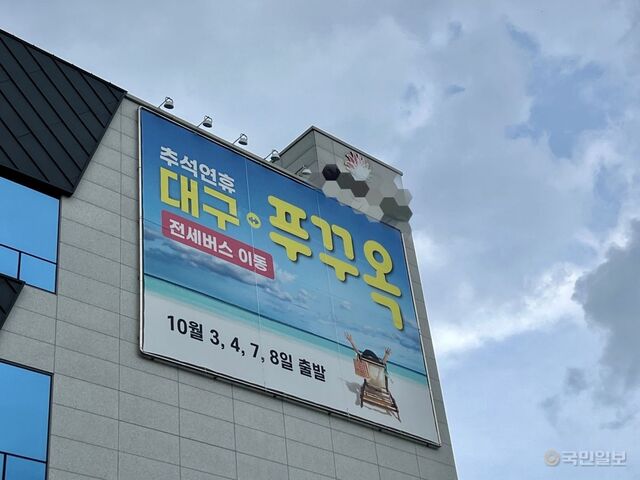 추석연휴
대구 ↔ 푸꾸옥
전세버스 이동
10월 3, 4, 7, 8일 출발
국민일보